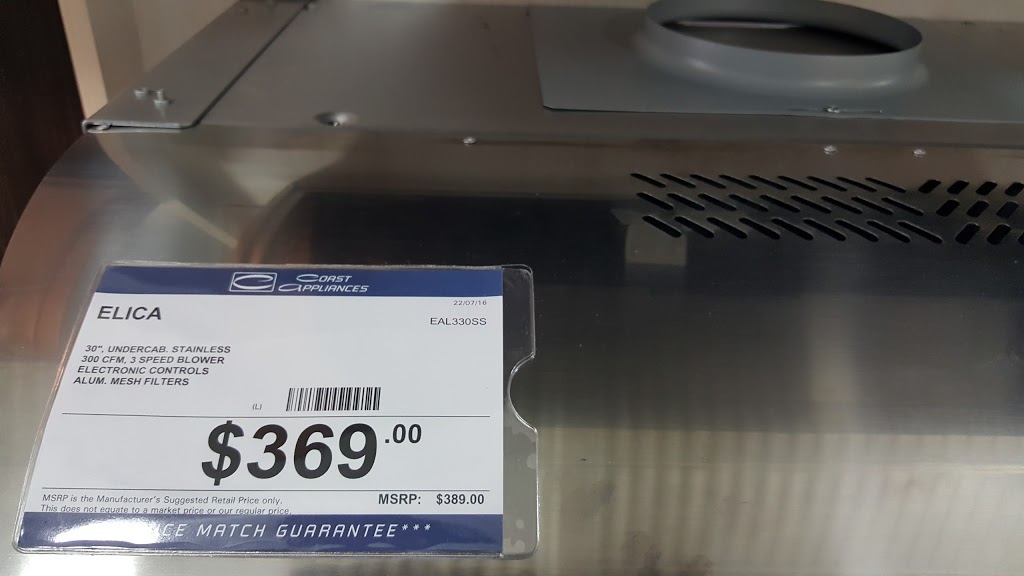 COAST
APPLIANCES
22/07/16
ELICA
EAL330SS
30", UNDERCAB. STAINLESS
300 CFM, 3 SPEED BLOWER
ELECTRONIC CONTROLS
ALUM. MESH FILTERS
(L)
$369.00
MSRP is the Manufacturer's Suggested Retail Price only.
MSRP: $389.00
This does not equate to a market price or our regular price.
MATCH GUARANTEE***